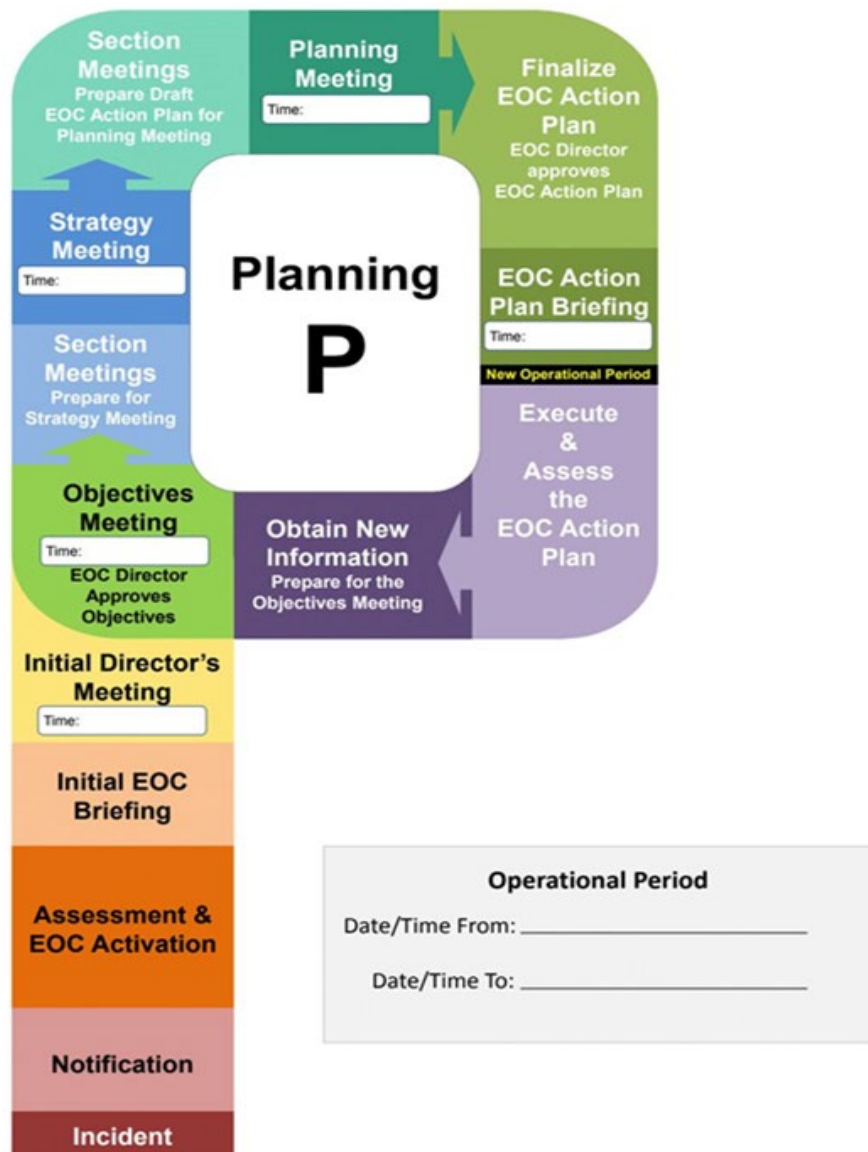 Section
Meetings
Prepare Draft
EOC Action Plan for
Planning Meeting
Planning
Meeting
Time:
Finalize
EOC Action
Plan
EOC Director
approves
EOC Action Plan
Strategy
Meeting
Time:
Planning
P
EOC Action
Plan Briefing
Time:
New Operational Period
Section
Meetings
Prepare for
Strategy Meeting
Execute
&
Assess
the
EOC Action
Plan
Objectives
Meeting
Time:
EOC Director
Approves
Objectives
Obtain New
Information
Prepare for the
Objectives Meeting
Initial Director's
Meeting
Time:
Initial EOC
Briefing
Assessment &
EOC Activation
Notification
Incident
Operational Period
Date/Time From: ___________________________
Date/Time To: ___________________________